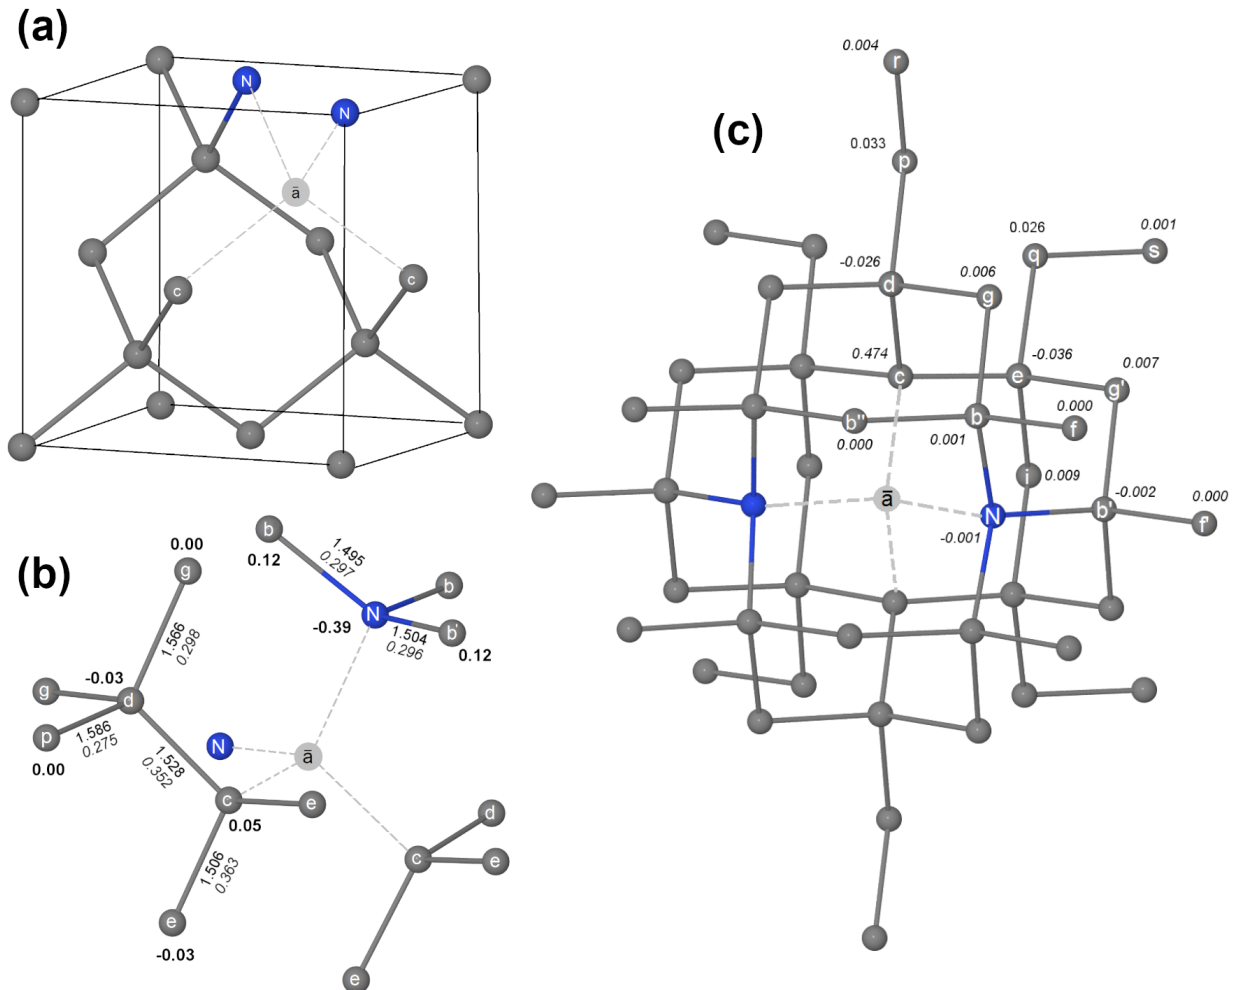 (a)
N
N
ā
c
c
(b)
b
0.00
g
1.495
0.297
0.12
b
N
-0.39
b'
1.504
0.296
0.12
1.566
0.298
-0.03
g
d
p
1.586
0.275
0.00
N
ā
1.528
0.352
c
e
0.05
d
c
e
1.506
0.363
e
-0.03
e
(c)
0.004
r
0.033
p
0.026
0.001
q
s
-0.026
0.006
d
g
0.474
-0.036
0.007
c
e
g'
0.000
b"
b
f
0.000
0.001
i
0.009
ā
N
-0.002
b'
0.000
f'
-0.001